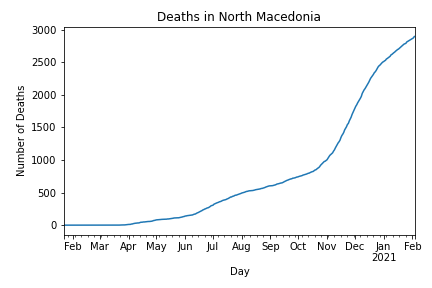 Deaths in North Macedonia
3000
2500
2000
1500
1000
500
0
Number of Deaths
Feb Mar Apr May Jun Jul Aug Sep Oct Nov Dec Jan Feb
2021
Day